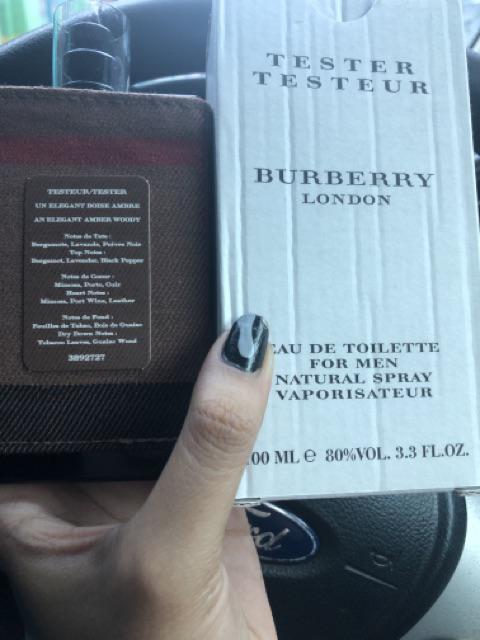 TESTER
TESTEUR
BURBERRY
LONDON
EAU DE TOILETTE
FOR MEN
NATURAL SPRAY
VAPORISATEUR
00 ML e 80%VOL. 3.3 FL.OZ.
TESTEUR/TESTER
UN ELEGANT BOISE AMBRE
AN ELEGANT AMBER WOODY
Notes de Tete :
Bergamote, Lavande, Poivre Noir
Top Notes :
Bergamot, Lavender, Black Pepper
Notes de Coeur :
Mimosa, Porto, Cuir
Heart Notes :
Mimosa, Port Wine, Leather
Notes de Fond :
Feuilles de Tabac, Bois de Guaiac
Dry Down Notes :
Tobacco Leaves, Guaiac Wood
3892727
Ford